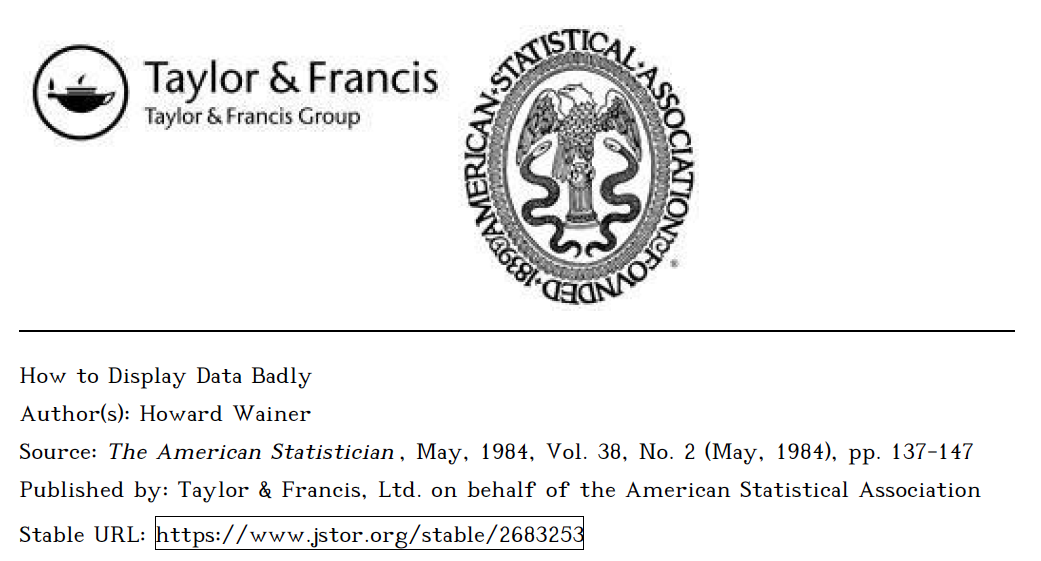 Taylor & Francis
Taylor & Francis Group
AMERICAN STATISTICAL ASSOCIATION FOVNDED 1839
®
How to Display Data Badly
Author(s): Howard Wainer
Source: The American Statistician, May, 1984, Vol. 38, No. 2 (May, 1984), pp. 137-147
Published by: Taylor & Francis, Ltd. on behalf of the American Statistical Association
Stable URL: https://www.jstor.org/stable/2683253